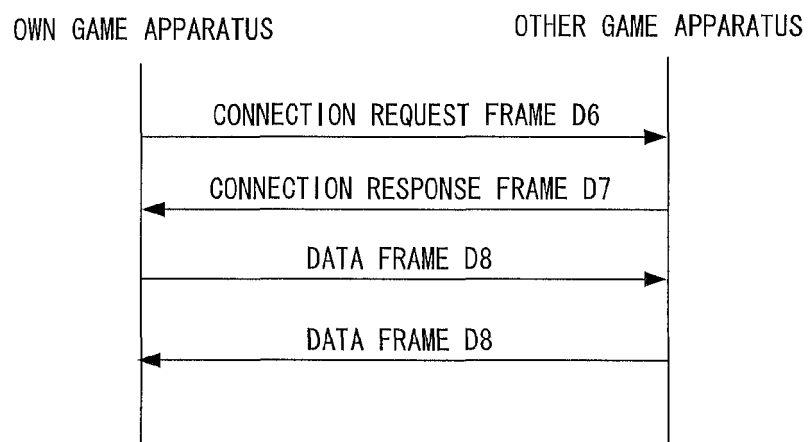 OWN GAME APPARATUS
OTHER GAME APPARATUS
CONNECTION REQUEST FRAME D6
CONNECTION RESPONSE FRAME D7
DATA FRAME D8
DATA FRAME D8